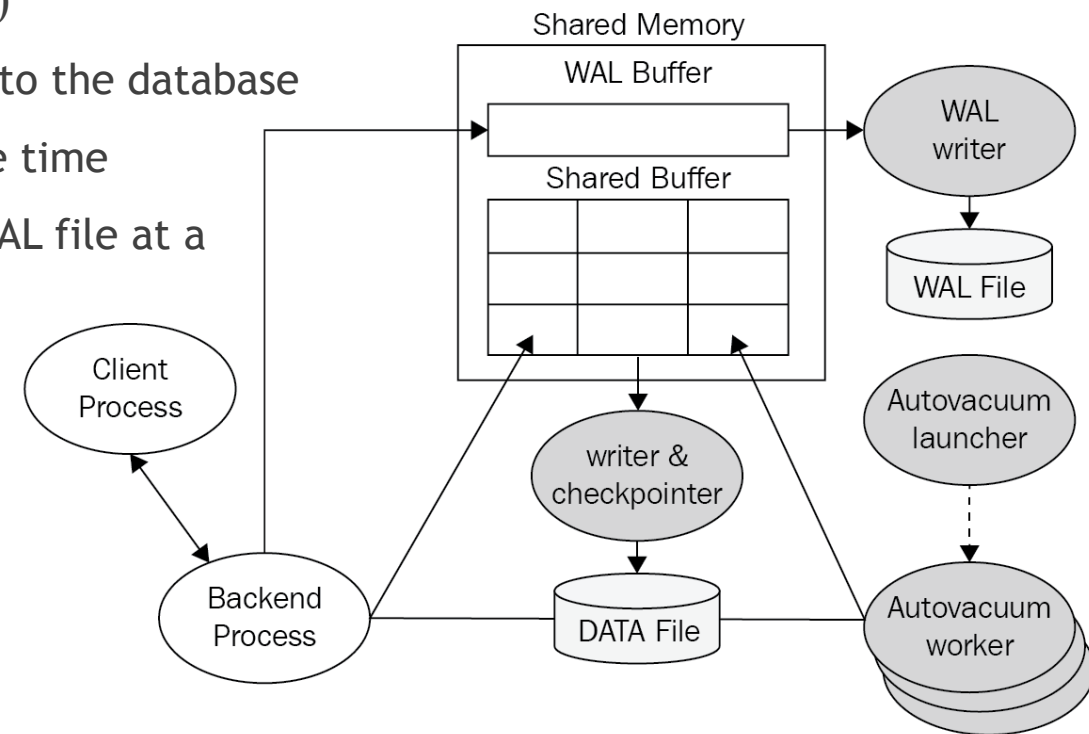 )
to the database
e time
AL file at a
Shared Memory
WAL Buffer
Shared Buffer
WAL
writer
WAL File
Client
Process
Autovacuum
launcher
writer &
checkpointer
Backend
Process
DATA File
Autovacuum
worker